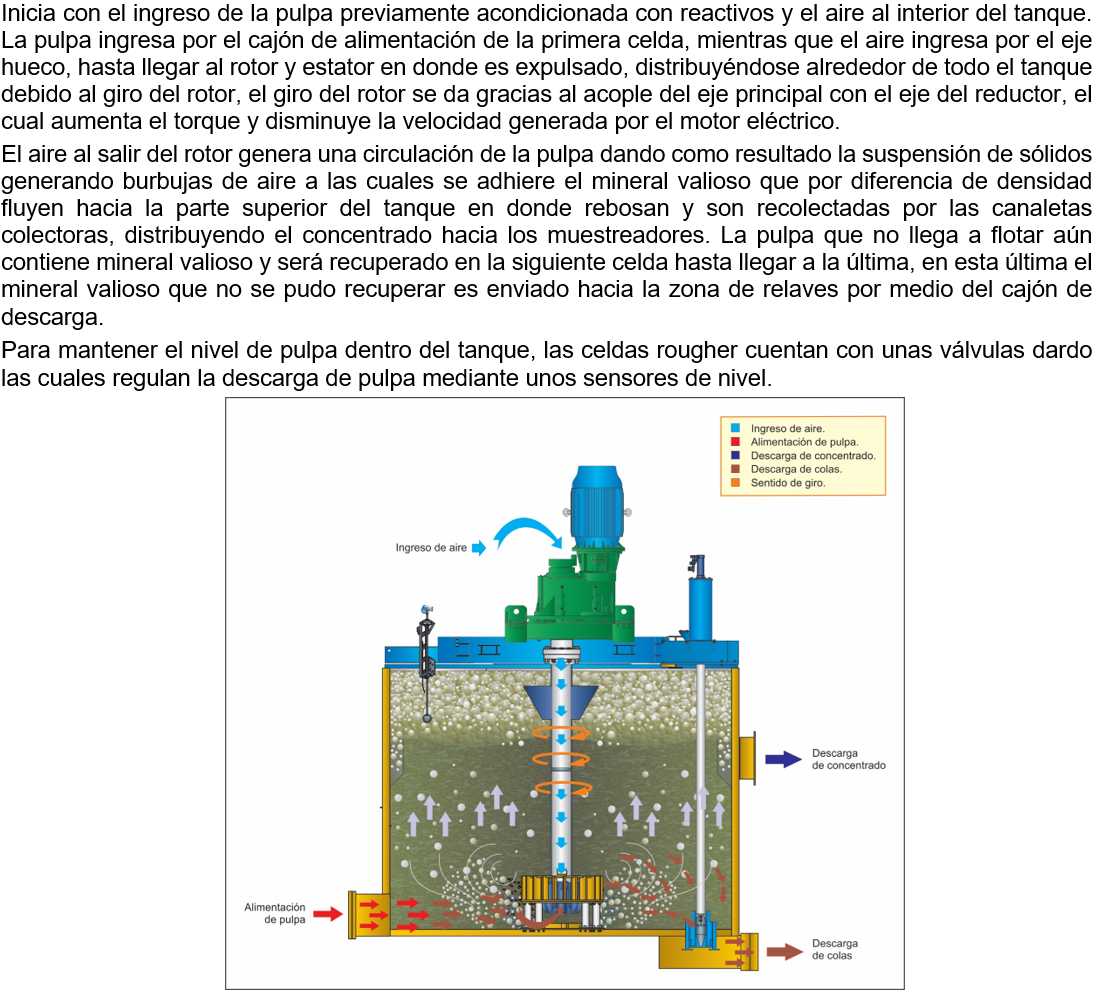 Inicia con el ingreso de la pulpa previamente acondicionada con reactivos y el aire al interior del tanque.
La pulpa ingresa por el cajón de alimentación de la primera celda, mientras que el aire ingresa por el eje
hueco, hasta llegar al rotor y estator en donde es expulsado, distribuyéndose alrededor de todo el tanque
debido al giro del rotor, el giro del rotor se da gracias al acople del eje principal con el eje del reductor, el
cual aumenta el torque y disminuye la velocidad generada por el motor eléctrico.
El aire al salir del rotor genera una circulación de la pulpa dando como resultado la suspensión de sólidos
generando burbujas de aire a las cuales se adhiere el mineral valioso que por diferencia de densidad
fluyen hacia la parte superior del tanque en donde rebosan y son recolectadas por las canaletas
colectoras, distribuyendo el concentrado hacia los muestreadores. La pulpa que no llega a flotar aún
contiene mineral valioso y será recuperado en la siguiente celda hasta llegar a la última, en esta última el
mineral valioso que no se pudo recuperar es enviado hacia la zona de relaves por medio del cajón de
descarga.
Para mantener el nivel de pulpa dentro del tanque, las celdas rougher cuentan con unas válvulas dardo
las cuales regulan la descarga de pulpa mediante unos sensores de nivel.
Ingreso de aire.
Alimentación de pulpa.
Descarga de concentrado.
Descarga de colas.
Sentido de giro.
Ingreso de aire
Descarga
de concentrado
Alimentación
de pulpa
Descarga
de colas